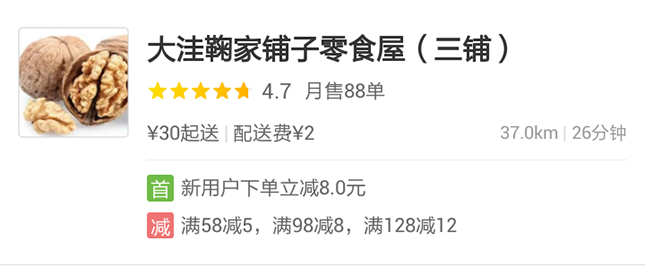 大洼鞠家铺子零食屋（三铺）
4.7 月售88单
¥30起送 | 配送费¥2 37.0km | 26分钟
首 新用户下单立减8.0元
减 满58减5，满98减8，满128减12